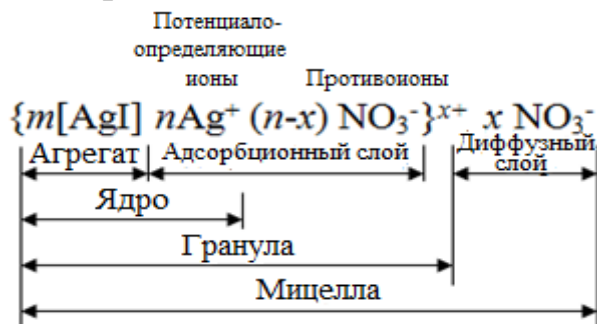 Потенциало-
определяющие
ионы Противоионы
{m[AgI] nAg⁺ (n-x) NO₃⁻}ˣ⁺ x NO₃⁻
Агрегат Адсорбционный слой Диффузный
слой
Ядро
Гранула
Мицелла